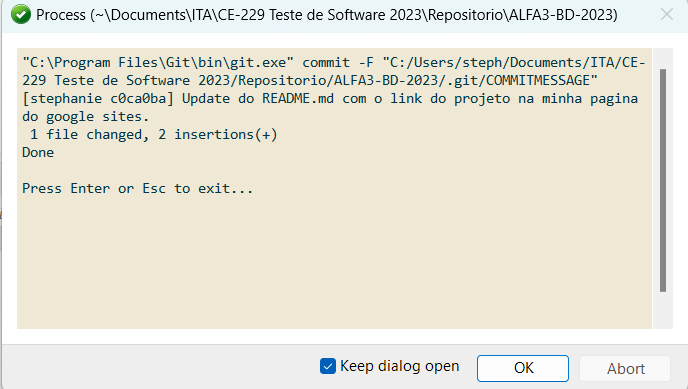 Process (~\Documents\ITA\CE-229 Teste de Software 2023\Repositorio\ALFA3-BD-2023)
"C:\Program Files\Git\bin\git.exe" commit -F "C:/Users/steph/Documents/ITA/CE-
229 Teste de Software 2023/Repositorio/ALFA3-BD-2023/.git/COMMITMESSAGE"
[stephanie c0ca0ba] Update do README.md com o link do projeto na minha pagina
do google sites.
1 file changed, 2 insertions(+)
Done
Press Enter or Esc to exit...
Keep dialog open
OK
Abort